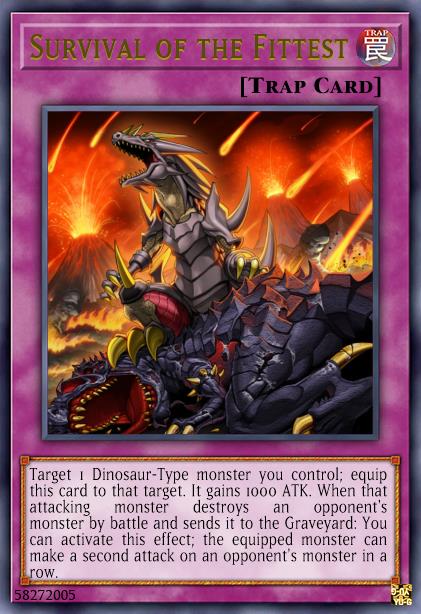 Survival of the Fittest
TRAP
罠
[Trap Card]
Target 1 Dinosaur-Type monster you control; equip
this card to that target. It gains 1000 ATK. When that
attacking monster destroys an opponent's
monster by battle and sends it to the Graveyard: You
can activate this effect; the equipped monster can
make a second attack on an opponent's monster in a
row.
58272005